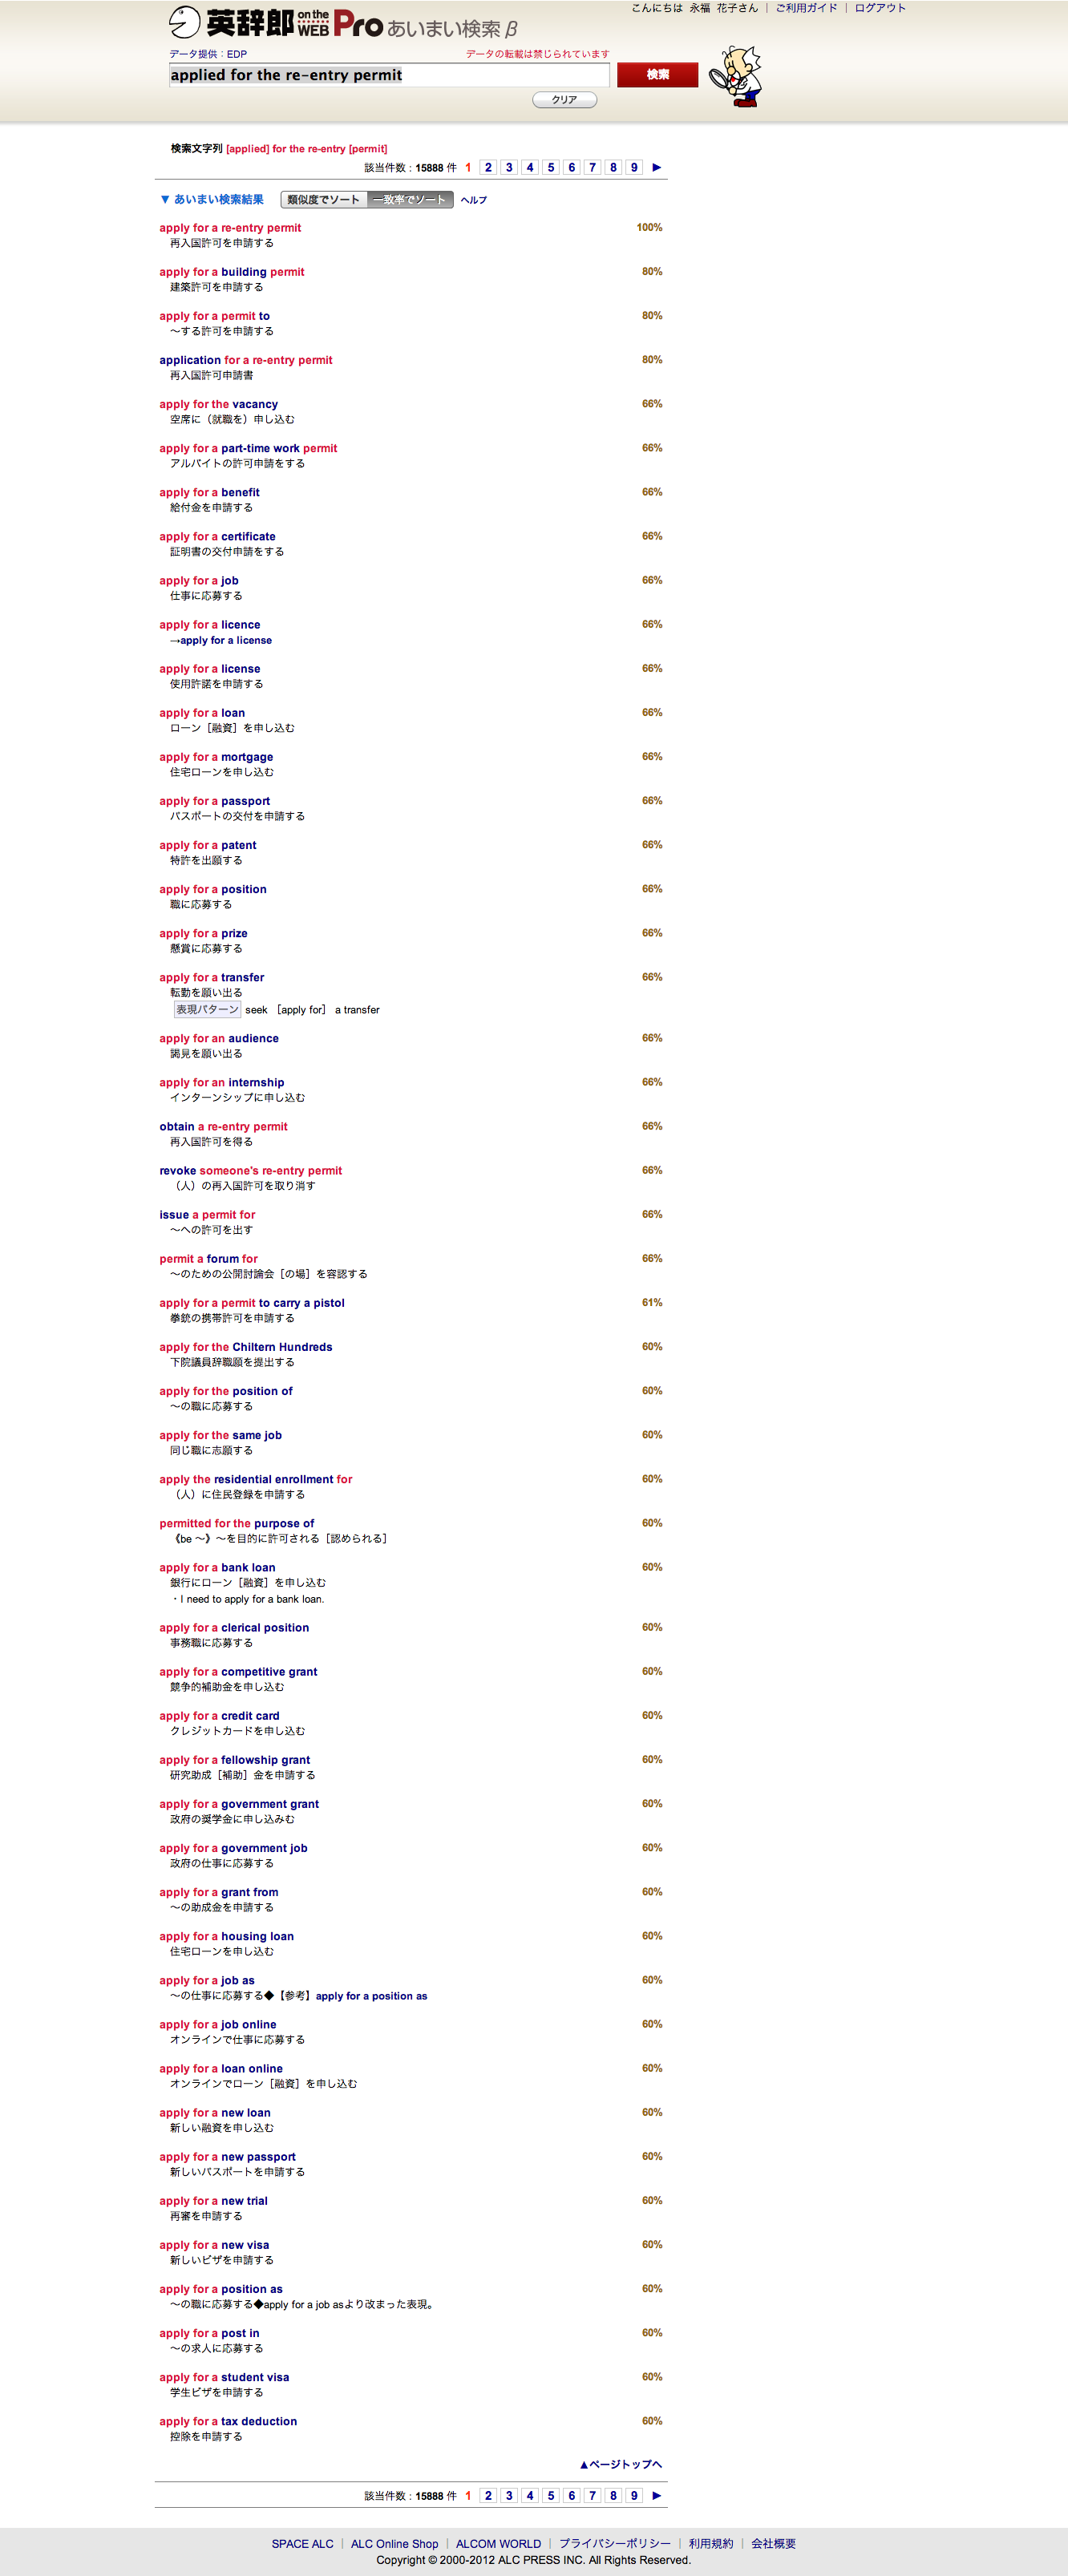 こんにちは 永福 花子さん | ご利用ガイド | ログアウト
英辞郎 on the WEB Pro あいまい検索 β
データ提供：EDP データの転載は禁じられています
applied for the re-entry permit 検索
クリア
検索文字列 [applied] for the re-entry [permit]
該当件数 : 15888 件 1 2 3 4 5 6 7 8 9 ►
▼ あいまい検索結果 類似度でソート 一致率でソート ヘルプ
apply for a re-entry permit 100%
再入国許可を申請する
apply for a building permit 80%
建築許可を申請する
apply for a permit to 80%
～する許可を申請する
application for a re-entry permit 80%
再入国許可申請書
apply for the vacancy 66%
空席に（就職を）申し込む
apply for a part-time work permit 66%
アルバイトの許可申請をする
apply for a benefit 66%
給付金を申請する
apply for a certificate 66%
証明書の交付申請をする
apply for a job 66%
仕事に応募する
apply for a licence 66%
→apply for a license
apply for a license 66%
使用許諾を申請する
apply for a loan 66%
ローン［融資］を申し込む
apply for a mortgage 66%
住宅ローンを申し込む
apply for a passport 66%
パスポートの交付を申請する
apply for a patent 66%
特許を出願する
apply for a position 66%
職に応募する
apply for a prize 66%
懸賞に応募する
apply for a transfer 66%
転勤を願い出る
表現パターン seek ［apply for］ a transfer
apply for an audience 66%
謁見を願い出る
apply for an internship 66%
インターンシップに申し込む
obtain a re-entry permit 66%
再入国許可を得る
revoke someone's re-entry permit 66%
（人）の再入国許可を取り消す
issue a permit for 66%
～への許可を出す
permit a forum for 66%
～のための公開討論会［の場］を容認する
apply for a permit to carry a pistol 61%
拳銃の携帯許可を申請する
apply for the Chiltern Hundreds 60%
下院議員辞職願を提出する
apply for the position of 60%
～の職に応募する
apply for the same job 60%
同じ職に志願する
apply the residential enrollment for 60%
（人）に住民登録を申請する
permitted for the purpose of 60%
《be ～》～を目的に許可される［認められる］
apply for a bank loan 60%
銀行にローン［融資］を申し込む
・I need to apply for a bank loan.
apply for a clerical position 60%
事務職に応募する
apply for a competitive grant 60%
競争的補助金を申し込む
apply for a credit card 60%
クレジットカードを申し込む
apply for a fellowship grant 60%
研究助成［補助］金を申請する
apply for a government grant 60%
政府の奨学金に申し込みむ
apply for a government job 60%
政府の仕事に応募する
apply for a grant from 60%
～の助成金を申請する
apply for a housing loan 60%
住宅ローンを申し込む
apply for a job as 60%
～の仕事に応募する◆【参考】apply for a position as
apply for a job online 60%
オンラインで仕事に応募する
apply for a loan online 60%
オンラインでローン［融資］を申し込む
apply for a new loan 60%
新しい融資を申し込む
apply for a new passport 60%
新しいパスポートを申請する
apply for a new trial 60%
再審を申請する
apply for a new visa 60%
新しいビザを申請する
apply for a position as 60%
～の職に応募する◆apply for a job asより改まった表現。
apply for a post in 60%
～の求人に応募する
apply for a student visa 60%
学生ビザを申請する
apply for a tax deduction 60%
控除を申請する
▲ページトップへ
該当件数 : 15888 件 1 2 3 4 5 6 7 8 9 ►
SPACE ALC | ALC Online Shop | ALCOM WORLD | プライバシーポリシー | 利用規約 | 会社概要
Copyright © 2000-2012 ALC PRESS INC. All Rights Reserved.